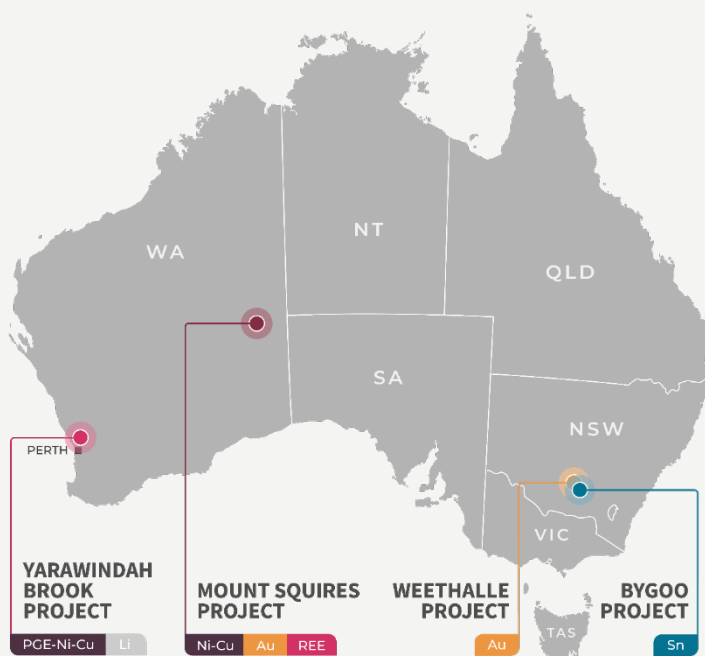 WA
NT
QLD
SA
NSW
PERTH
VIC
YARAWINDAH
BROOK
PROJECT
PGE-Ni-Cu Li
MOUNT SQUIRES
PROJECT
Ni-Cu Au REE
WEETHALLE
PROJECT
Au
TAS
BYGOO
PROJECT
Sn